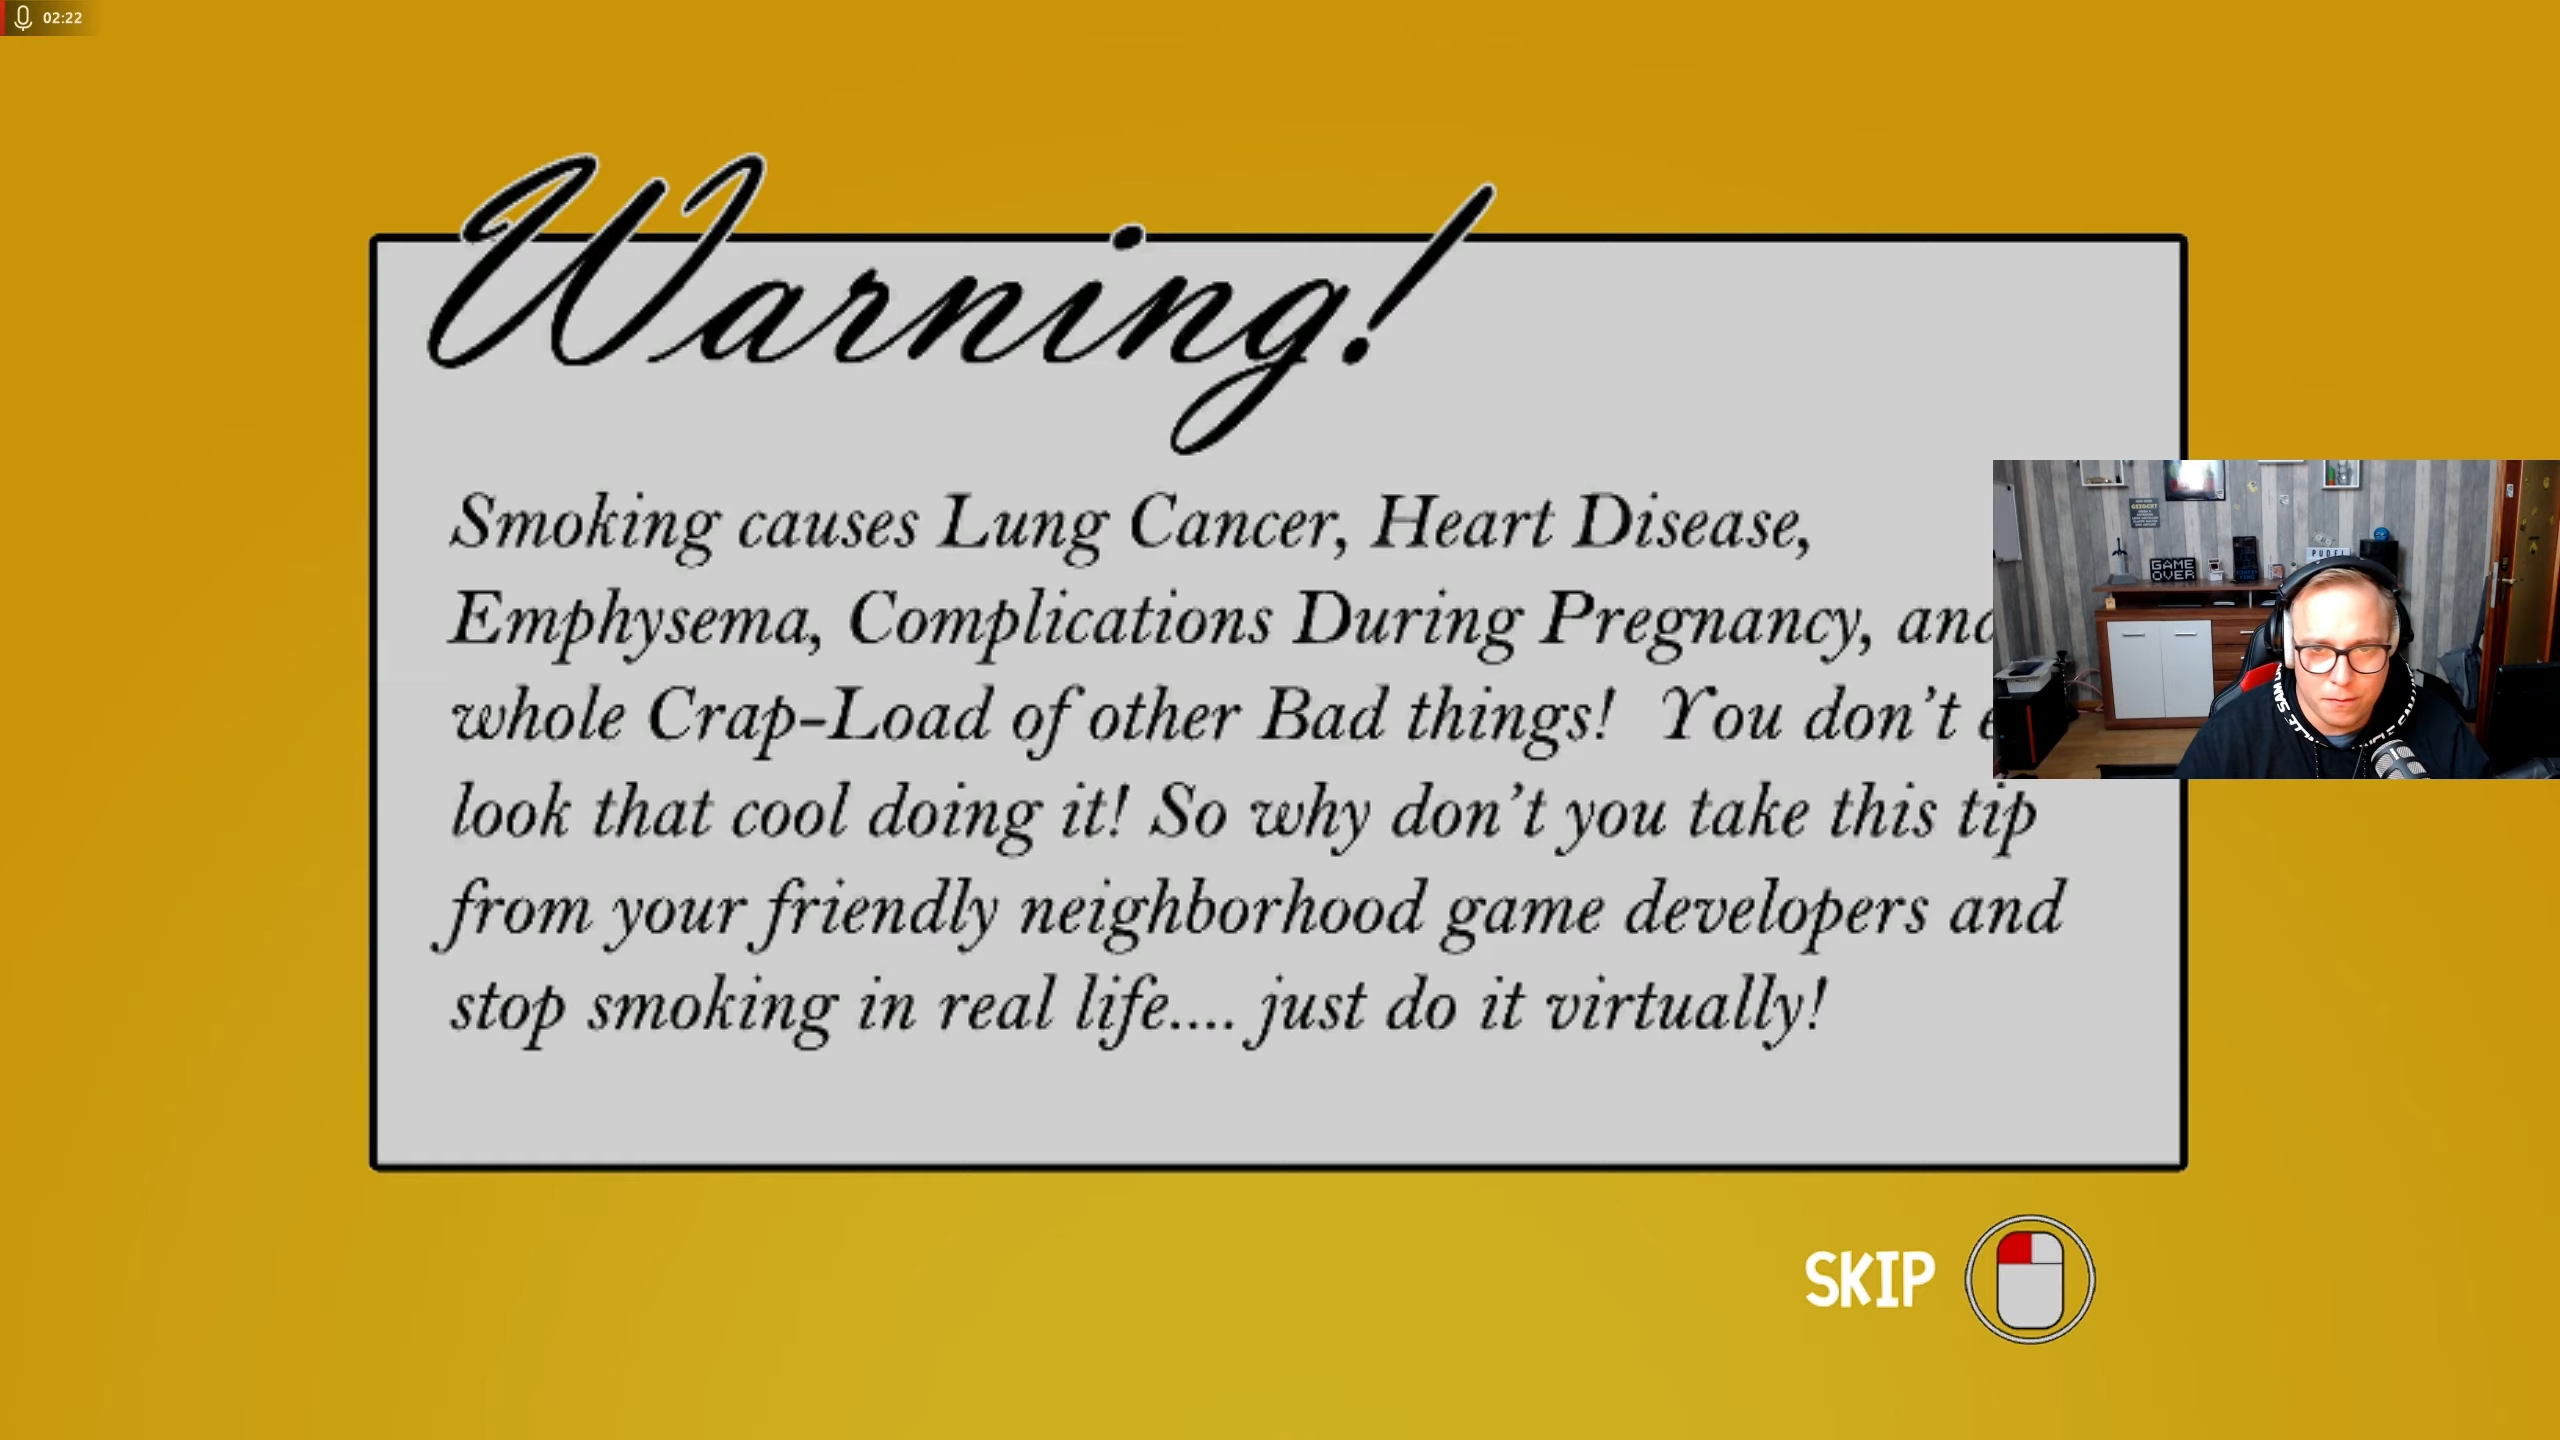 02:22
Warning!
Smoking causes Lung Cancer, Heart Disease,
Emphysema, Complications During Pregnancy,
whole Crap-Load of other Bad things! You don't
look that cool doing it! So why don't you take this tip
from your friendly neighborhood game developers and
stop smoking in real life.... just do it virtually!
SKIP
GAME
OVER
PUDEL